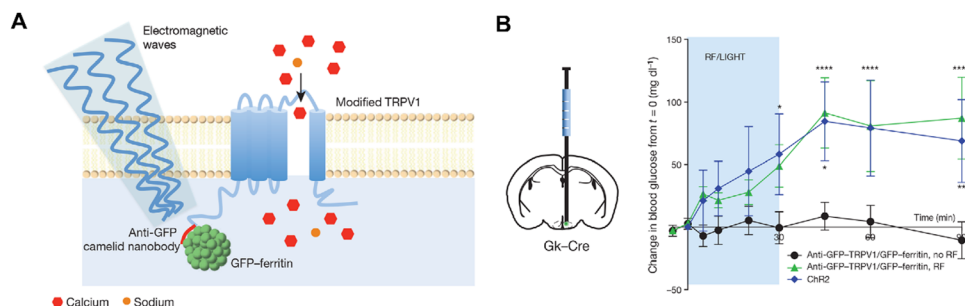 A
Electromagnetic
waves
Modified TRPV1
Anti-GFP
camelid nanobody
GFP–ferritin
Calcium
Sodium
B
Gk–Cre
Change in blood glucose from t = 0 (mg dl⁻¹)
150
100
50
−50
RF/LIGHT
*
****
*
****
***
**
Time (min)
30
60
90
Anti-GFP–TRPV1/GFP–ferritin, no RF
Anti-GFP–TRPV1/GFP–ferritin, RF
ChR2